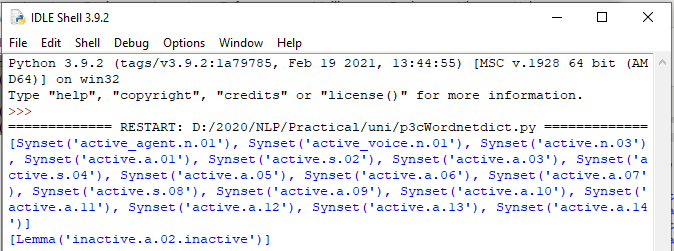 IDLE Shell 3.9.2
File Edit Shell Debug Options Window Help
Python 3.9.2 (tags/v3.9.2:1a79785, Feb 19 2021, 13:44:55) [MSC v.1928 64 bit (AM
D64)] on win32
Type "help", "copyright", "credits" or "license()" for more information.
>>>
============= RESTART: D:/2020/NLP/Practical/uni/p3cWordnetdict.py =============
[Synset('active_agent.n.01'), Synset('active_voice.n.01'), Synset('active.n.03')
, Synset('active.a.01'), Synset('active.s.02'), Synset('active.a.03'), Synset('a
ctive.s.04'), Synset('active.a.05'), Synset('active.a.06'), Synset('active.a.07'
), Synset('active.s.08'), Synset('active.a.09'), Synset('active.a.10'), Synset('
active.a.11'), Synset('active.a.12'), Synset('active.a.13'), Synset('active.a.14
')]
[Lemma('inactive.a.02.inactive')]